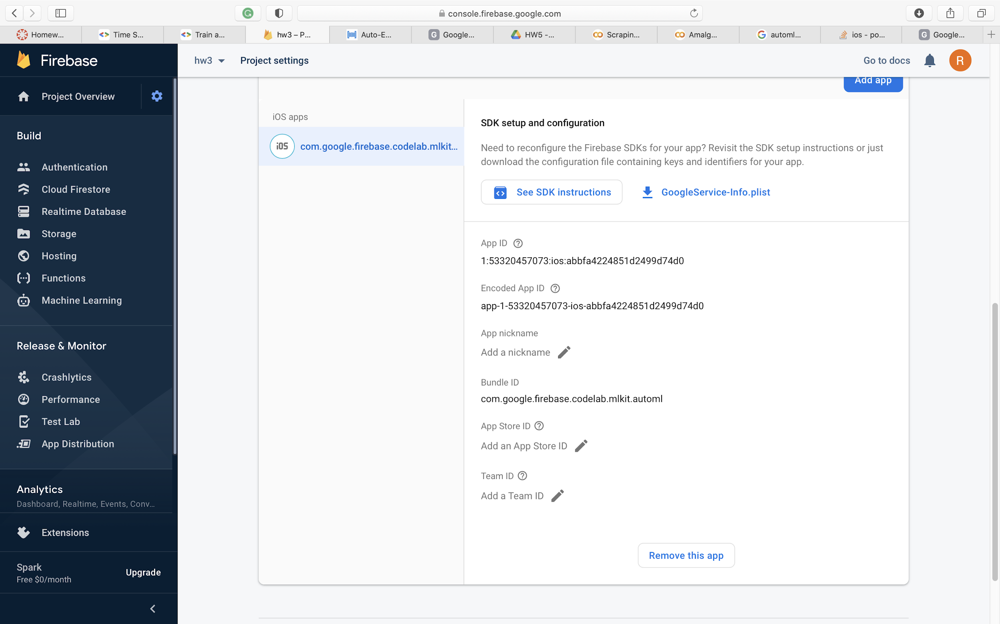 console.firebase.google.com
Homew...
Time S...
Train a...
hw3 – P...
Auto-E...
G Google...
HW5 -...
Scrapin...
Amalg...
automl...
ios - po...
G Google...
Firebase
hw3
Project settings
Go to docs
R
Project Overview
Build
Authentication
Cloud Firestore
Realtime Database
Storage
Hosting
Functions
Machine Learning
Release & Monitor
Crashlytics
Performance
Test Lab
App Distribution
Analytics
Dashboard, Realtime, Events, Conv...
Extensions
Spark
Free $0/month
Upgrade
Add app
iOS apps
iOS
com.google.firebase.codelab.mlkit...
SDK setup and configuration
Need to reconfigure the Firebase SDKs for your app? Revisit the SDK setup instructions or just
download the configuration file containing keys and identifiers for your app.
See SDK instructions
GoogleService-Info.plist
App ID
1:53320457073:ios:abbfa4224851d2499d74d0
Encoded App ID
app-1-53320457073-ios-abbfa4224851d2499d74d0
App nickname
Add a nickname
Bundle ID
com.google.firebase.codelab.mlkit.automl
App Store ID
Add an App Store ID
Team ID
Add a Team ID
Remove this app